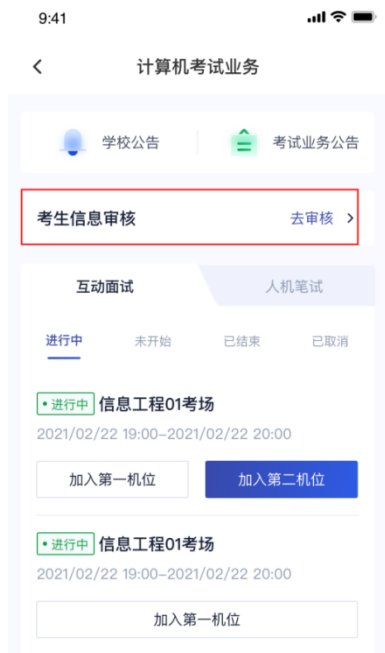 9:41
计算机考试业务
学校公告 考试业务公告
考生信息审核 去审核
互动面试 人机笔试
进行中 未开始 已结束 已取消
进行中 信息工程01考场
2021/02/22 19:00-2021/02/22 20:00
加入第一机位 加入第二机位
进行中 信息工程01考场
2021/02/22 19:00-2021/02/22 20:00
加入第一机位